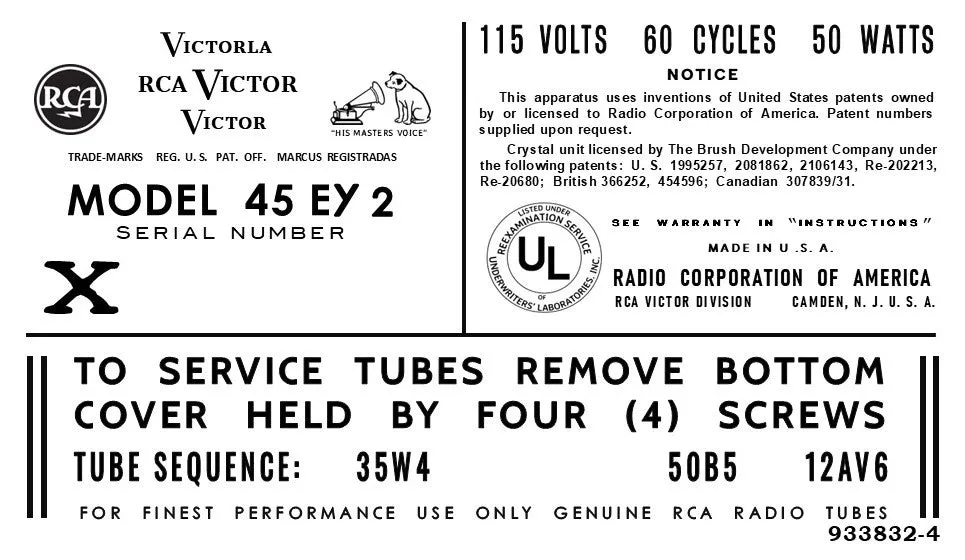 VICTORLA
RCA VICTOR
VICTOR
RCA
"HIS MASTERS VOICE"
TRADE-MARKS REG. U. S. PAT. OFF. MARCUS REGISTRADAS
MODEL 45 EY 2
SERIAL NUMBER
X
115 VOLTS 60 CYCLES 50 WATTS
NOTICE
This apparatus uses inventions of United States patents owned
by or licensed to Radio Corporation of America. Patent numbers
supplied upon request.
Crystal unit licensed by The Brush Development Company under
the following patents: U. S. 1995257, 2081862, 2106143, Re-202213,
Re-20680; British 366252, 454596; Canadian 307839/31.
LISTED UNDER
REEXAMINATION SERVICE
UL
OF
UNDERWRITERS' LABORATORIES, INC.
SEE WARRANTY IN "INSTRUCTIONS"
MADE IN U .S. A.
RADIO CORPORATION OF AMERICA
RCA VICTOR DIVISION CAMDEN, N. J. U. S. A.
TO SERVICE TUBES REMOVE BOTTOM
COVER HELD BY FOUR (4) SCREWS
TUBE SEQUENCE: 35W4 50B5 12AV6
FOR FINEST PERFORMANCE USE ONLY GENUINE RCA RADIO TUBES
933832-4